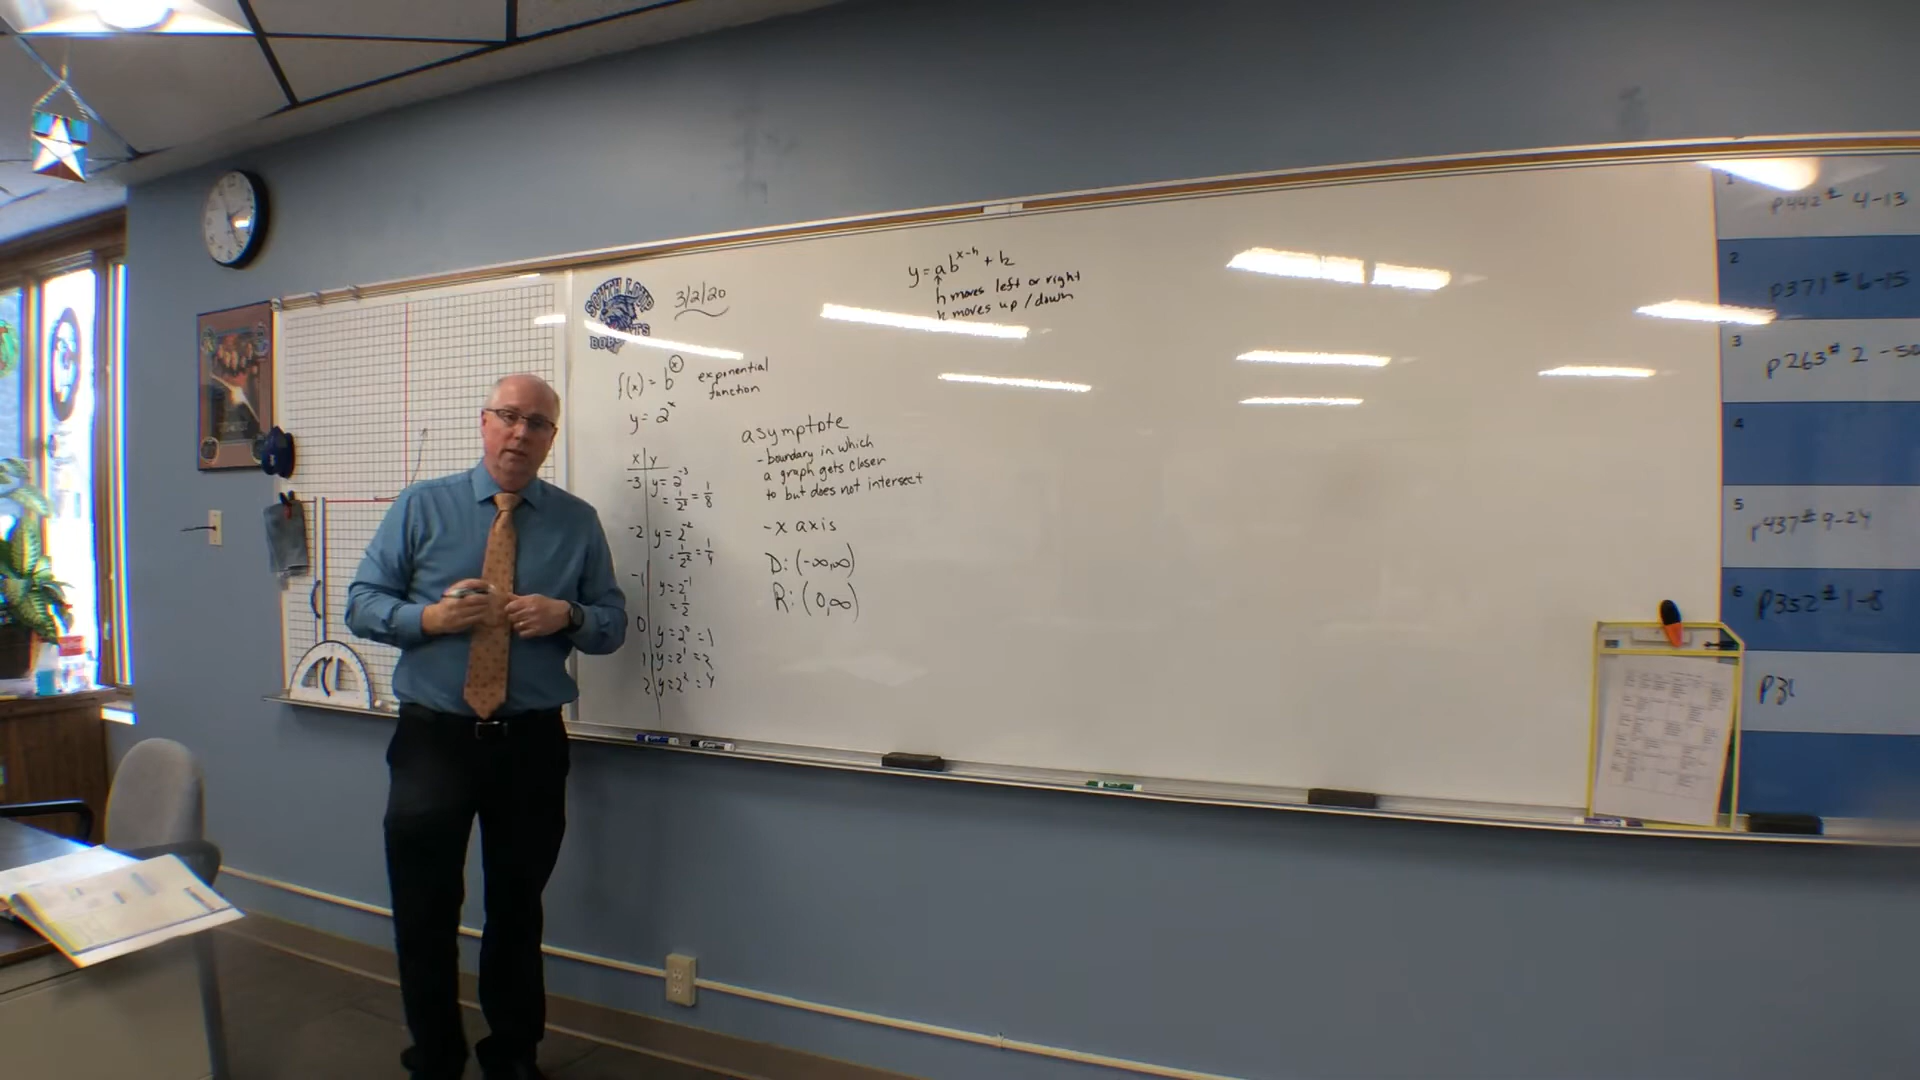 SOUTH LOUP
BOBCATS
3/2/20
f(x) = b^x exponential
function
y = 2^x
x | y
-3 | y = 2^-3
= 1/2^3 = 1/8
-2 | y = 2^-2
= 1/2^2 = 1/4
-1 | y = 2^-1
= 1/2
0 | y = 2^0 = 1
1 | y = 2^1 = 2
2 | y = 2^2 = 4
asymptote
- boundary in which
a graph gets closer
to but does not intersect
- x axis
D: (-∞,∞)
R: (0,∞)
y = ab^x-h + k
h moves left or right
k moves up / down
1
p442# 4-13
2
p371# 6-15
3
p263# 2-50
4
5
p437# 9-24
6
p352# 1-8